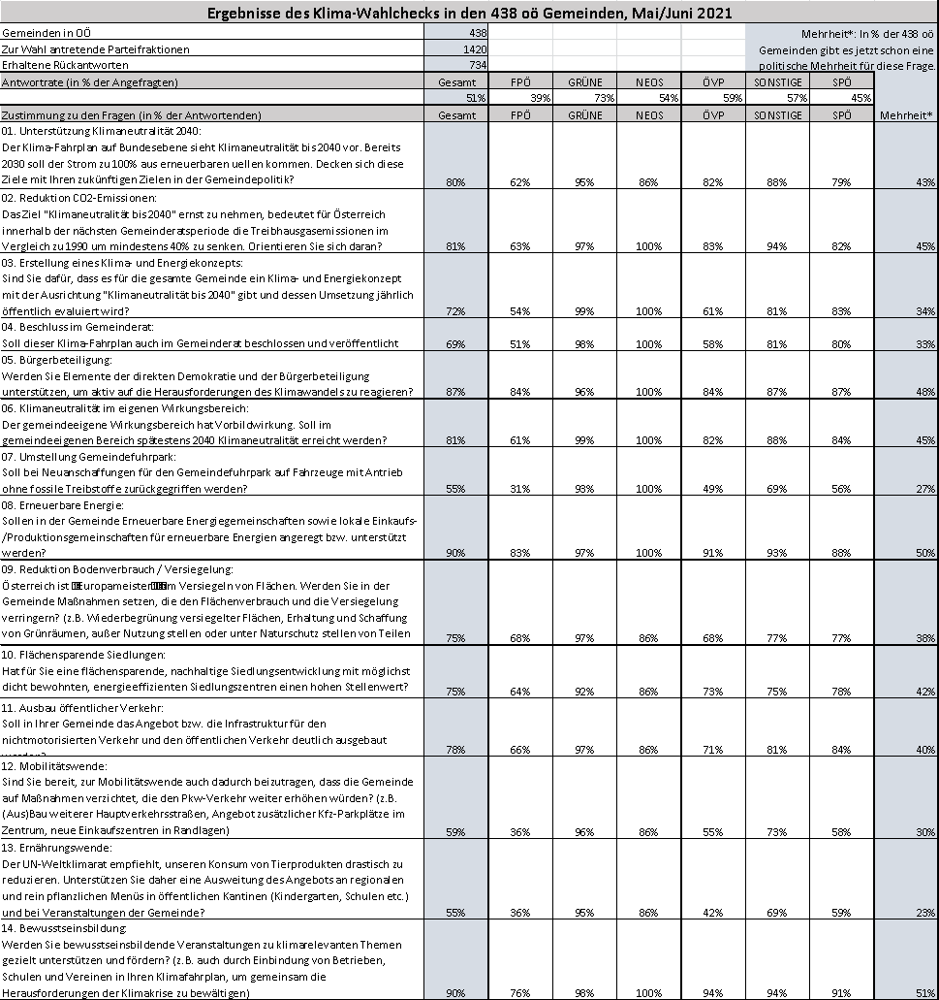 Ergebnisse des Klima-Wahlchecks in den 438 oö Gemeinden, Mai/Juni 2021
Gemeinden in OÖ 438 Mehrheit*: In % der 438 oö
Zur Wahl antretende Parteifraktionen 1420 Gemeinden gibt es jetzt schon eine
Erhaltene Rückantworten 734 politische Mehrheit für diese Frage.
Antwortrate (in % der Angefragten) Gesamt FPÖ GRÜNE NEOS ÖVP SONSTIGE SPÖ
51% 39% 73% 54% 59% 57% 45%
Zustimmung zu den Fragen (in % der Antwortenden) Gesamt FPÖ GRÜNE NEOS ÖVP SONSTIGE SPÖ Mehrheit*
01. Unterstützung Klimaneutralität 2040:
Der Klima-Fahrplan auf Bundesebene sieht Klimaneutralität bis 2040 vor. Bereits
2030 soll der Strom zu 100% aus erneuerbaren uellen kommen. Decken sich diese
Ziele mit Ihren zukünftigen Zielen in der Gemeindepolitik? 80% 62% 95% 86% 82% 88% 79% 43%
02. Reduktion CO2-Emissionen:
Das Ziel "Klimaneutralität bis 2040" ernst zu nehmen, bedeutet für Österreich
innerhalb der nächsten Gemeinderatsperiode die Treibhausgasemissionen im
Vergleich zu 1990 um mindestens 40% zu senken. Orientieren Sie sich daran? 81% 63% 97% 100% 83% 94% 82% 45%
03. Erstellung eines Klima- und Energiekonzepts:
Sind Sie dafür, dass es für die gesamte Gemeinde ein Klima- und Energiekonzept
mit der Ausrichtung "Klimaneutralität bis 2040" gibt und dessen Umsetzung jährlich
öffentlich evaluiert wird? 72% 54% 99% 100% 61% 81% 83% 34%
04. Beschluss im Gemeinderat:
Soll dieser Klima-Fahrplan auch im Gemeinderat beschlossen und veröffentlicht 69% 51% 98% 100% 58% 81% 80% 33%
05. Bürgerbeteiligung:
Werden Sie Elemente der direkten Demokratie und der Bürgerbeteiligung
unterstützen, um aktiv auf die Herausforderungen des Klimawandels zu reagieren? 87% 84% 96% 100% 84% 87% 87% 48%
06. Klimaneutralität im eigenen Wirkungsbereich:
Der gemeindeeigene Wirkungsbereich hat Vorbildwirkung. Soll im
gemeindeeigenen Bereich spätestens 2040 Klimaneutralität erreicht werden? 81% 61% 99% 100% 82% 88% 84% 45%
07. Umstellung Gemeindefuhrpark:
Soll bei Neuanschaffungen für den Gemeindefuhrpark auf Fahrzeuge mit Antrieb
ohne fossile Treibstoffe zurückgegriffen werden? 55% 31% 93% 100% 49% 69% 56% 27%
08. Erneuerbare Energie:
Sollen in der Gemeinde Erneuerbare Energiegemeinschaften sowie lokale Einkaufs-
/Produktionsgemeinschaften für erneuerbare Energien angeregt bzw. unterstützt
werden? 90% 83% 97% 100% 91% 93% 88% 50%
09. Reduktion Bodenverbrauch / Versiegelung:
Österreich ist Europameister im Versiegeln von Flächen. Werden Sie in der
Gemeinde Maßnahmen setzen, die den Flächenverbrauch und die Versiegelung
verringern? (z.B. Wiederbegrünung versiegelter Flächen, Erhaltung und Schaffung
von Grünräumen, außer Nutzung stellen oder unter Naturschutz stellen von Teilen 75% 68% 97% 86% 68% 77% 77% 38%
10. Flächensparende Siedlungen:
Hat für Sie eine flächensparende, nachhaltige Siedlungsentwicklung mit möglichst
dicht bewohnten, energieeffizienten Siedlungszentren einen hohen Stellenwert? 75% 64% 92% 86% 73% 75% 78% 42%
11. Ausbau öffentlicher Verkehr:
Soll in Ihrer Gemeinde das Angebot bzw. die Infrastruktur für den
nichtmotorisierten Verkehr und den öffentlichen Verkehr deutlich ausgebaut
78% 66% 97% 86% 71% 81% 84% 40%
12. Mobilitätswende:
Sind Sie bereit, zur Mobilitätswende auch dadurch beizutragen, dass die Gemeinde
auf Maßnahmen verzichtet, die den Pkw-Verkehr weiter erhöhen würden? (z.B.
(Aus)Bau weiterer Hauptverkehrsstraßen, Angebot zusätzlicher Kfz-Parkplätze im
Zentrum, neue Einkaufszentren in Randlagen) 59% 36% 96% 86% 55% 73% 58% 30%
13. Ernährungswende:
Der UN-Weltklimarat empfiehlt, unseren Konsum von Tierprodukten drastisch zu
reduzieren. Unterstützen Sie daher eine Ausweitung des Angebots an regionalen
und rein pflanzlichen Menüs in öffentlichen Kantinen (Kindergarten, Schulen etc.)
und bei Veranstaltungen der Gemeinde? 55% 36% 95% 86% 42% 69% 59% 23%
14. Bewusstseinsbildung:
Werden Sie bewusstseinsbildende Veranstaltungen zu klimarelevanten Themen
gezielt unterstützen und fördern? (z.B. auch durch Einbindung von Betrieben,
Schulen und Vereinen in Ihren Klimafahrplan, um gemeinsam die
Herausforderungen der Klimakrise zu bewältigen) 90% 76% 98% 100% 94% 94% 91% 51%